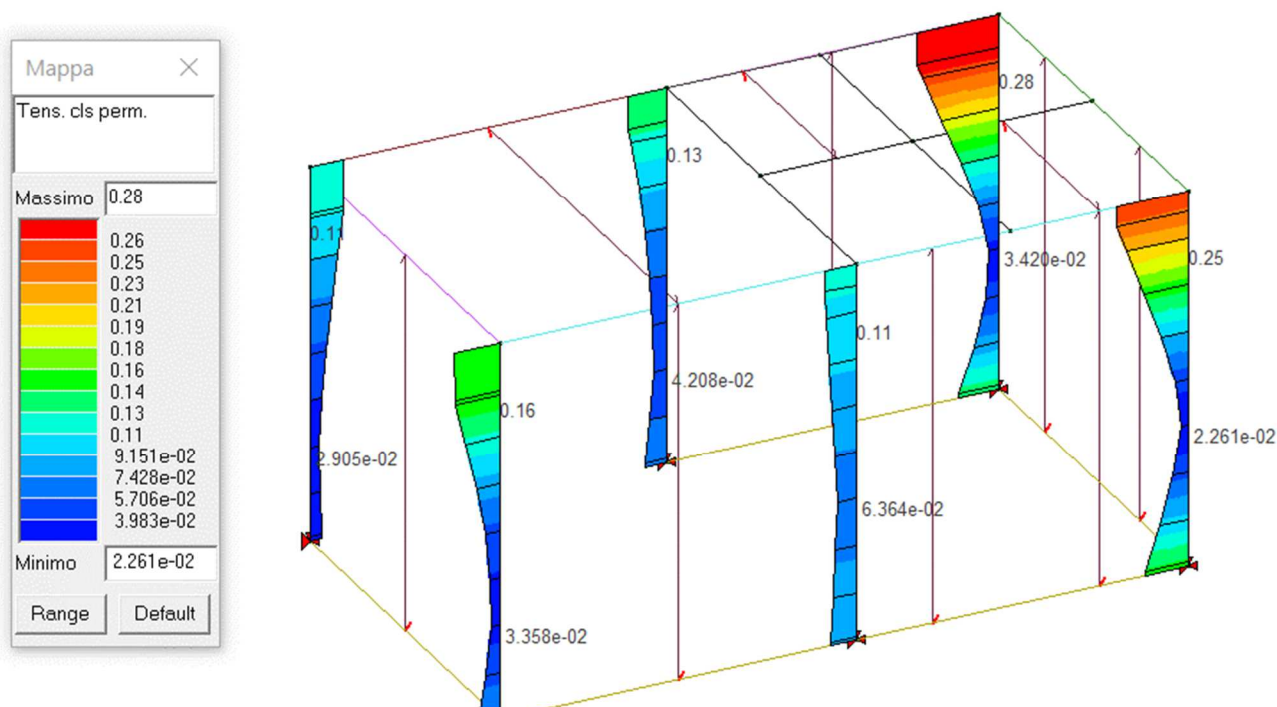 Mappa
Tens. cls perm.
Massimo 0.28
0.26
0.25
0.23
0.21
0.19
0.18
0.16
0.14
0.13
0.11
9.151e-02
7.428e-02
5.706e-02
3.983e-02
Minimo 2.261e-02
Range Default
0.28
0.13
0.11
0.25
3.420e-02
0.11
4.208e-02
0.16
2.261e-02
2.905e-02
6.364e-02
3.358e-02